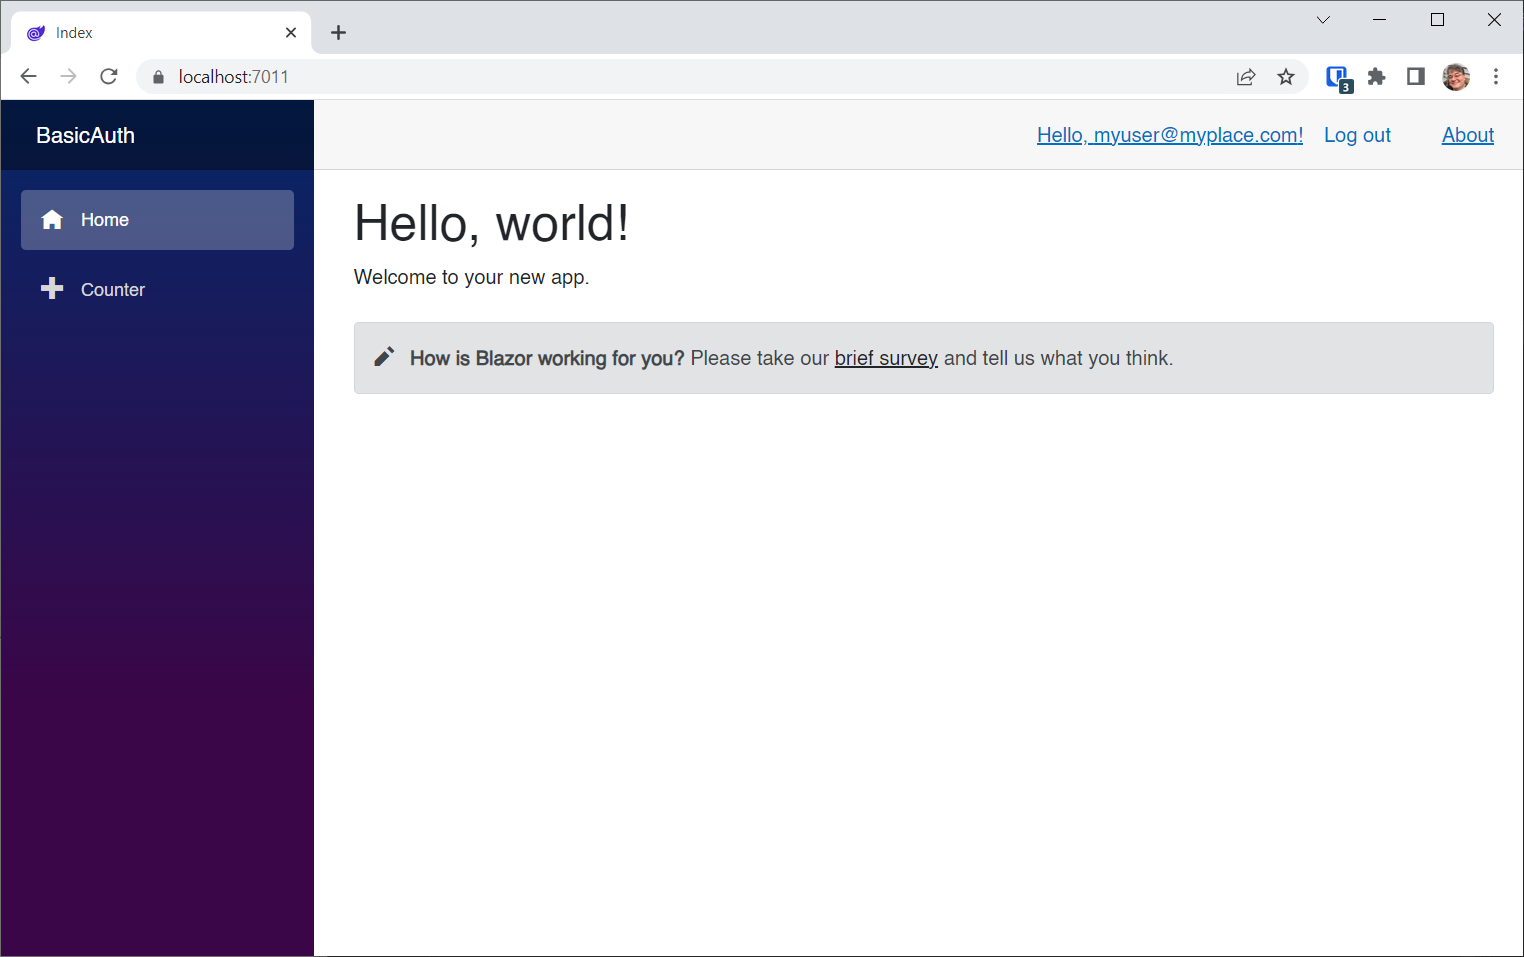 Index
localhost:7011
3
BasicAuth
Hello, myuser@myplace.com! Log out About
Home
Counter
Hello, world!
Welcome to your new app.
How is Blazor working for you? Please take our brief survey and tell us what you think.